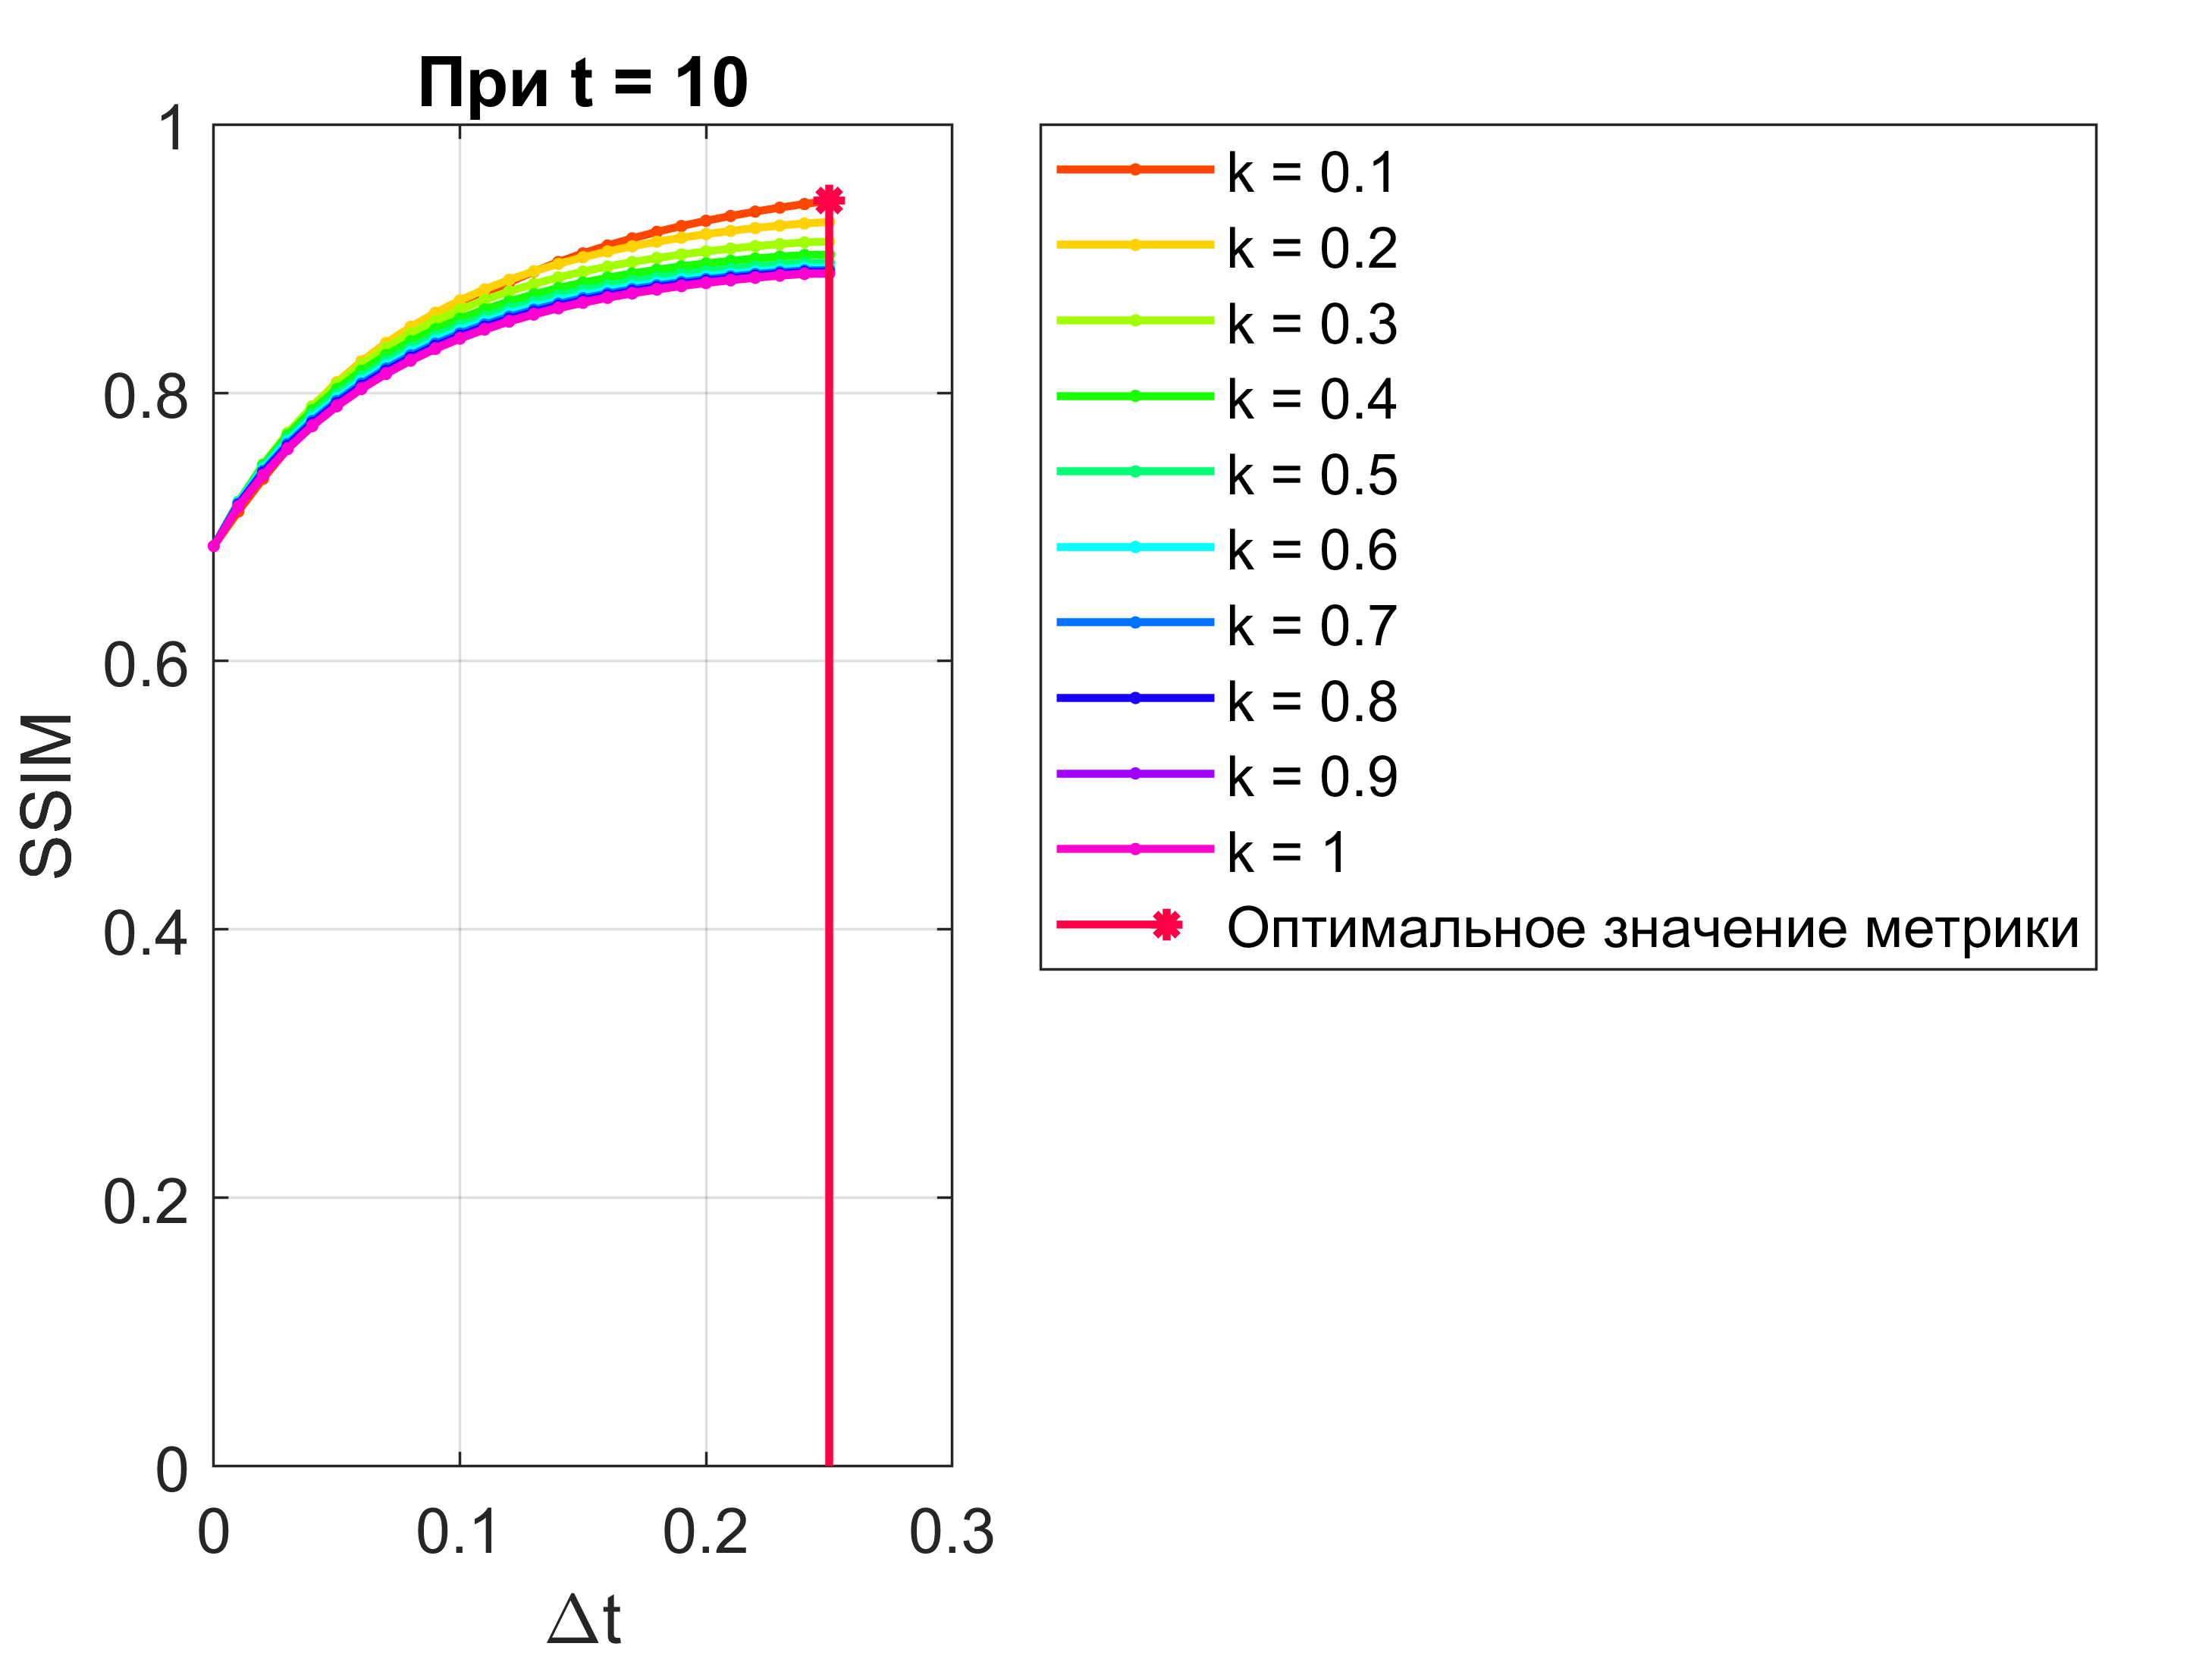 При t = 10
1
0.8
0.6
0.4
0.2
0
SSIM
0
0.1
0.2
0.3
Δt
k = 0.1
k = 0.2
k = 0.3
k = 0.4
k = 0.5
k = 0.6
k = 0.7
k = 0.8
k = 0.9
k = 1
Оптимальное значение метрики